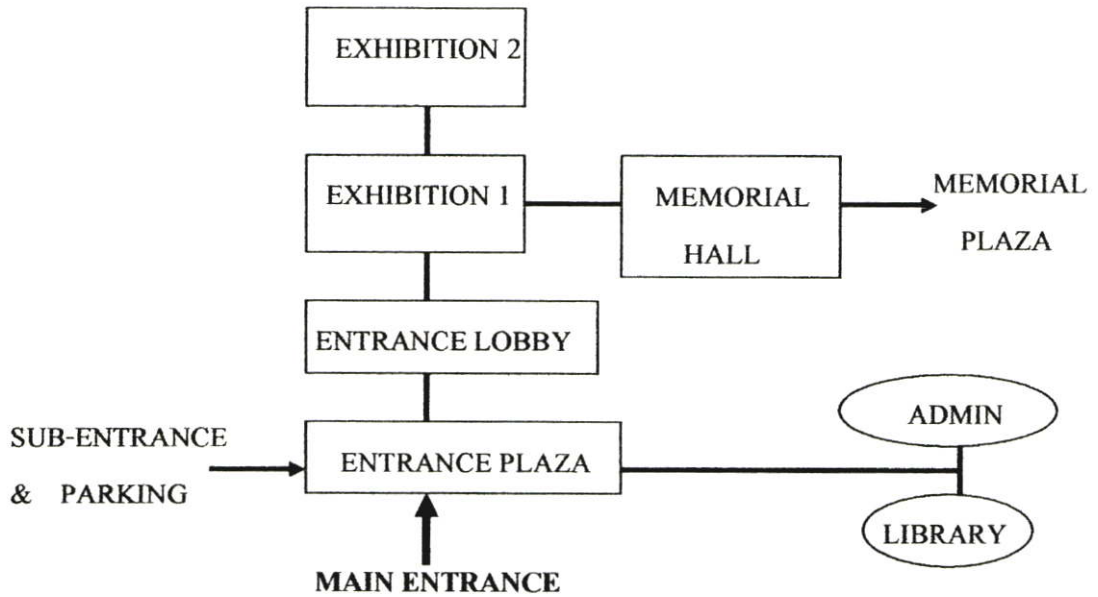 EXHIBITION 2
EXHIBITION 1
MEMORIAL
HALL
MEMORIAL
PLAZA
ENTRANCE LOBBY
ADMIN
SUB-ENTRANCE
& PARKING
ENTRANCE PLAZA
LIBRARY
MAIN ENTRANCE